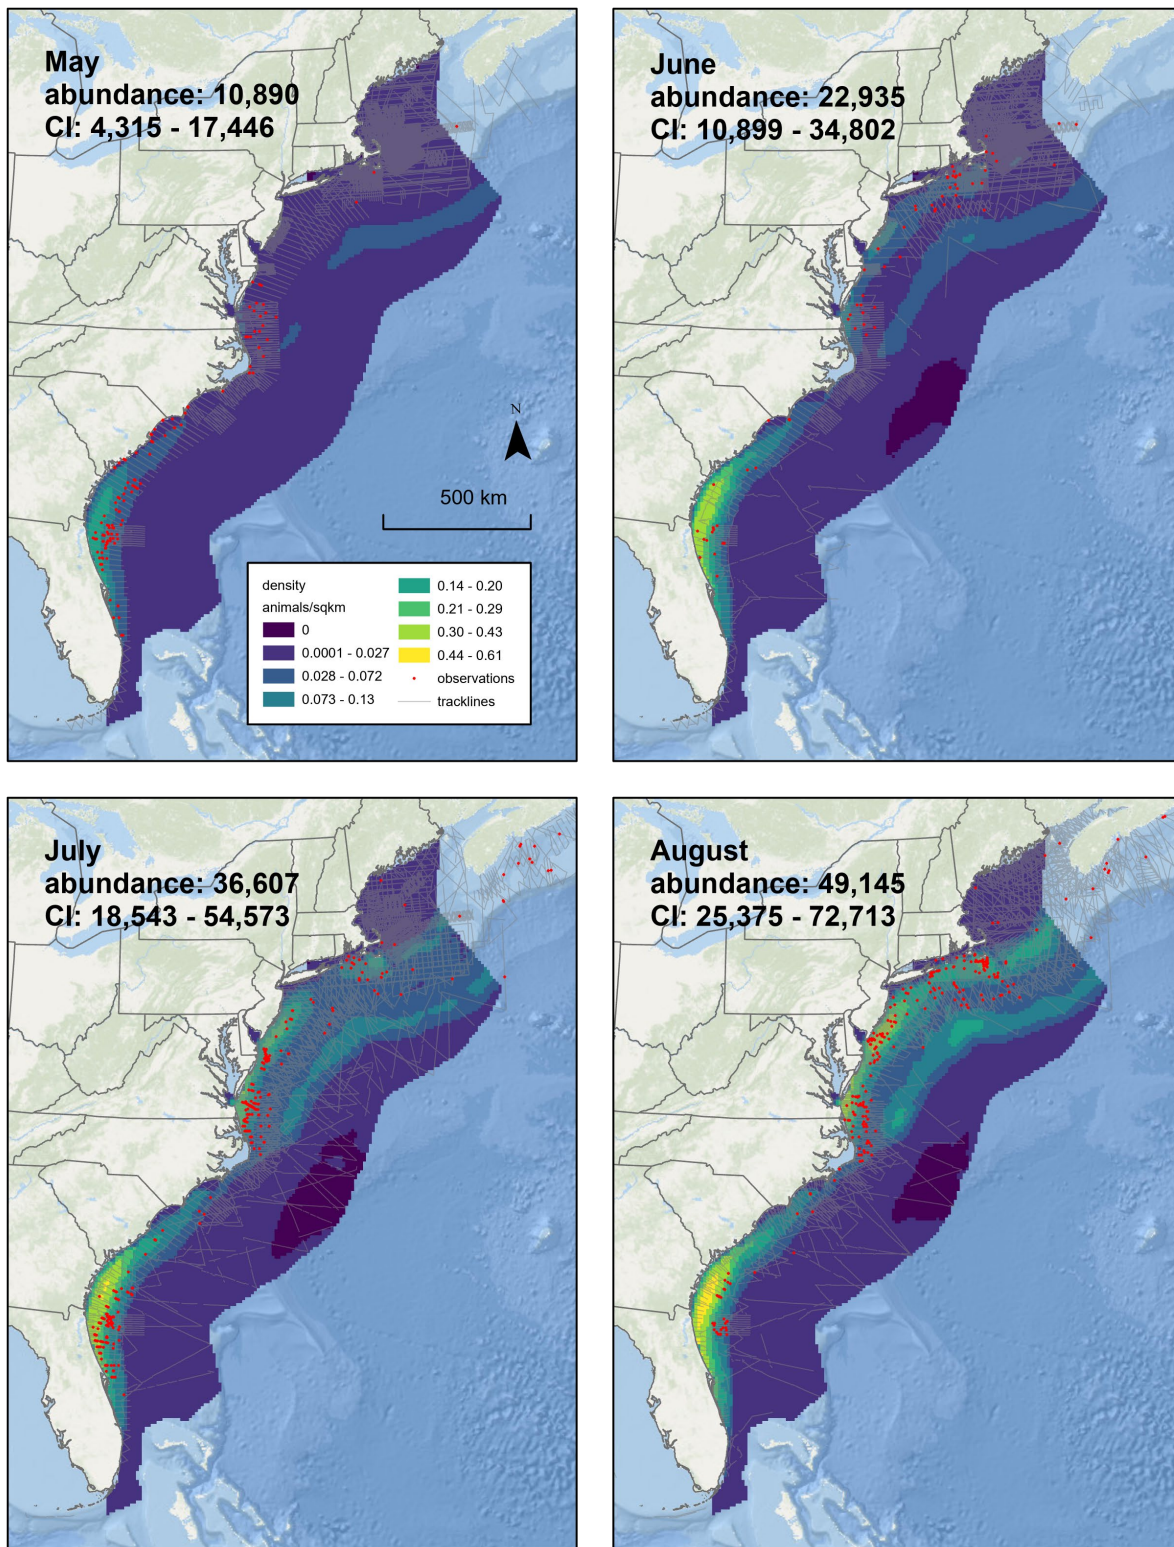 May
abundance: 10,890
CI: 4,315 - 17,446
N
500 km
density
animals/sqkm
0
0.0001 - 0.027
0.028 - 0.072
0.073 - 0.13
0.14 - 0.20
0.21 - 0.29
0.30 - 0.43
0.44 - 0.61
observations
tracklines
June
abundance: 22,935
CI: 10,899 - 34,802
July
abundance: 36,607
CI: 18,543 - 54,573
August
abundance: 49,145
CI: 25,375 - 72,713